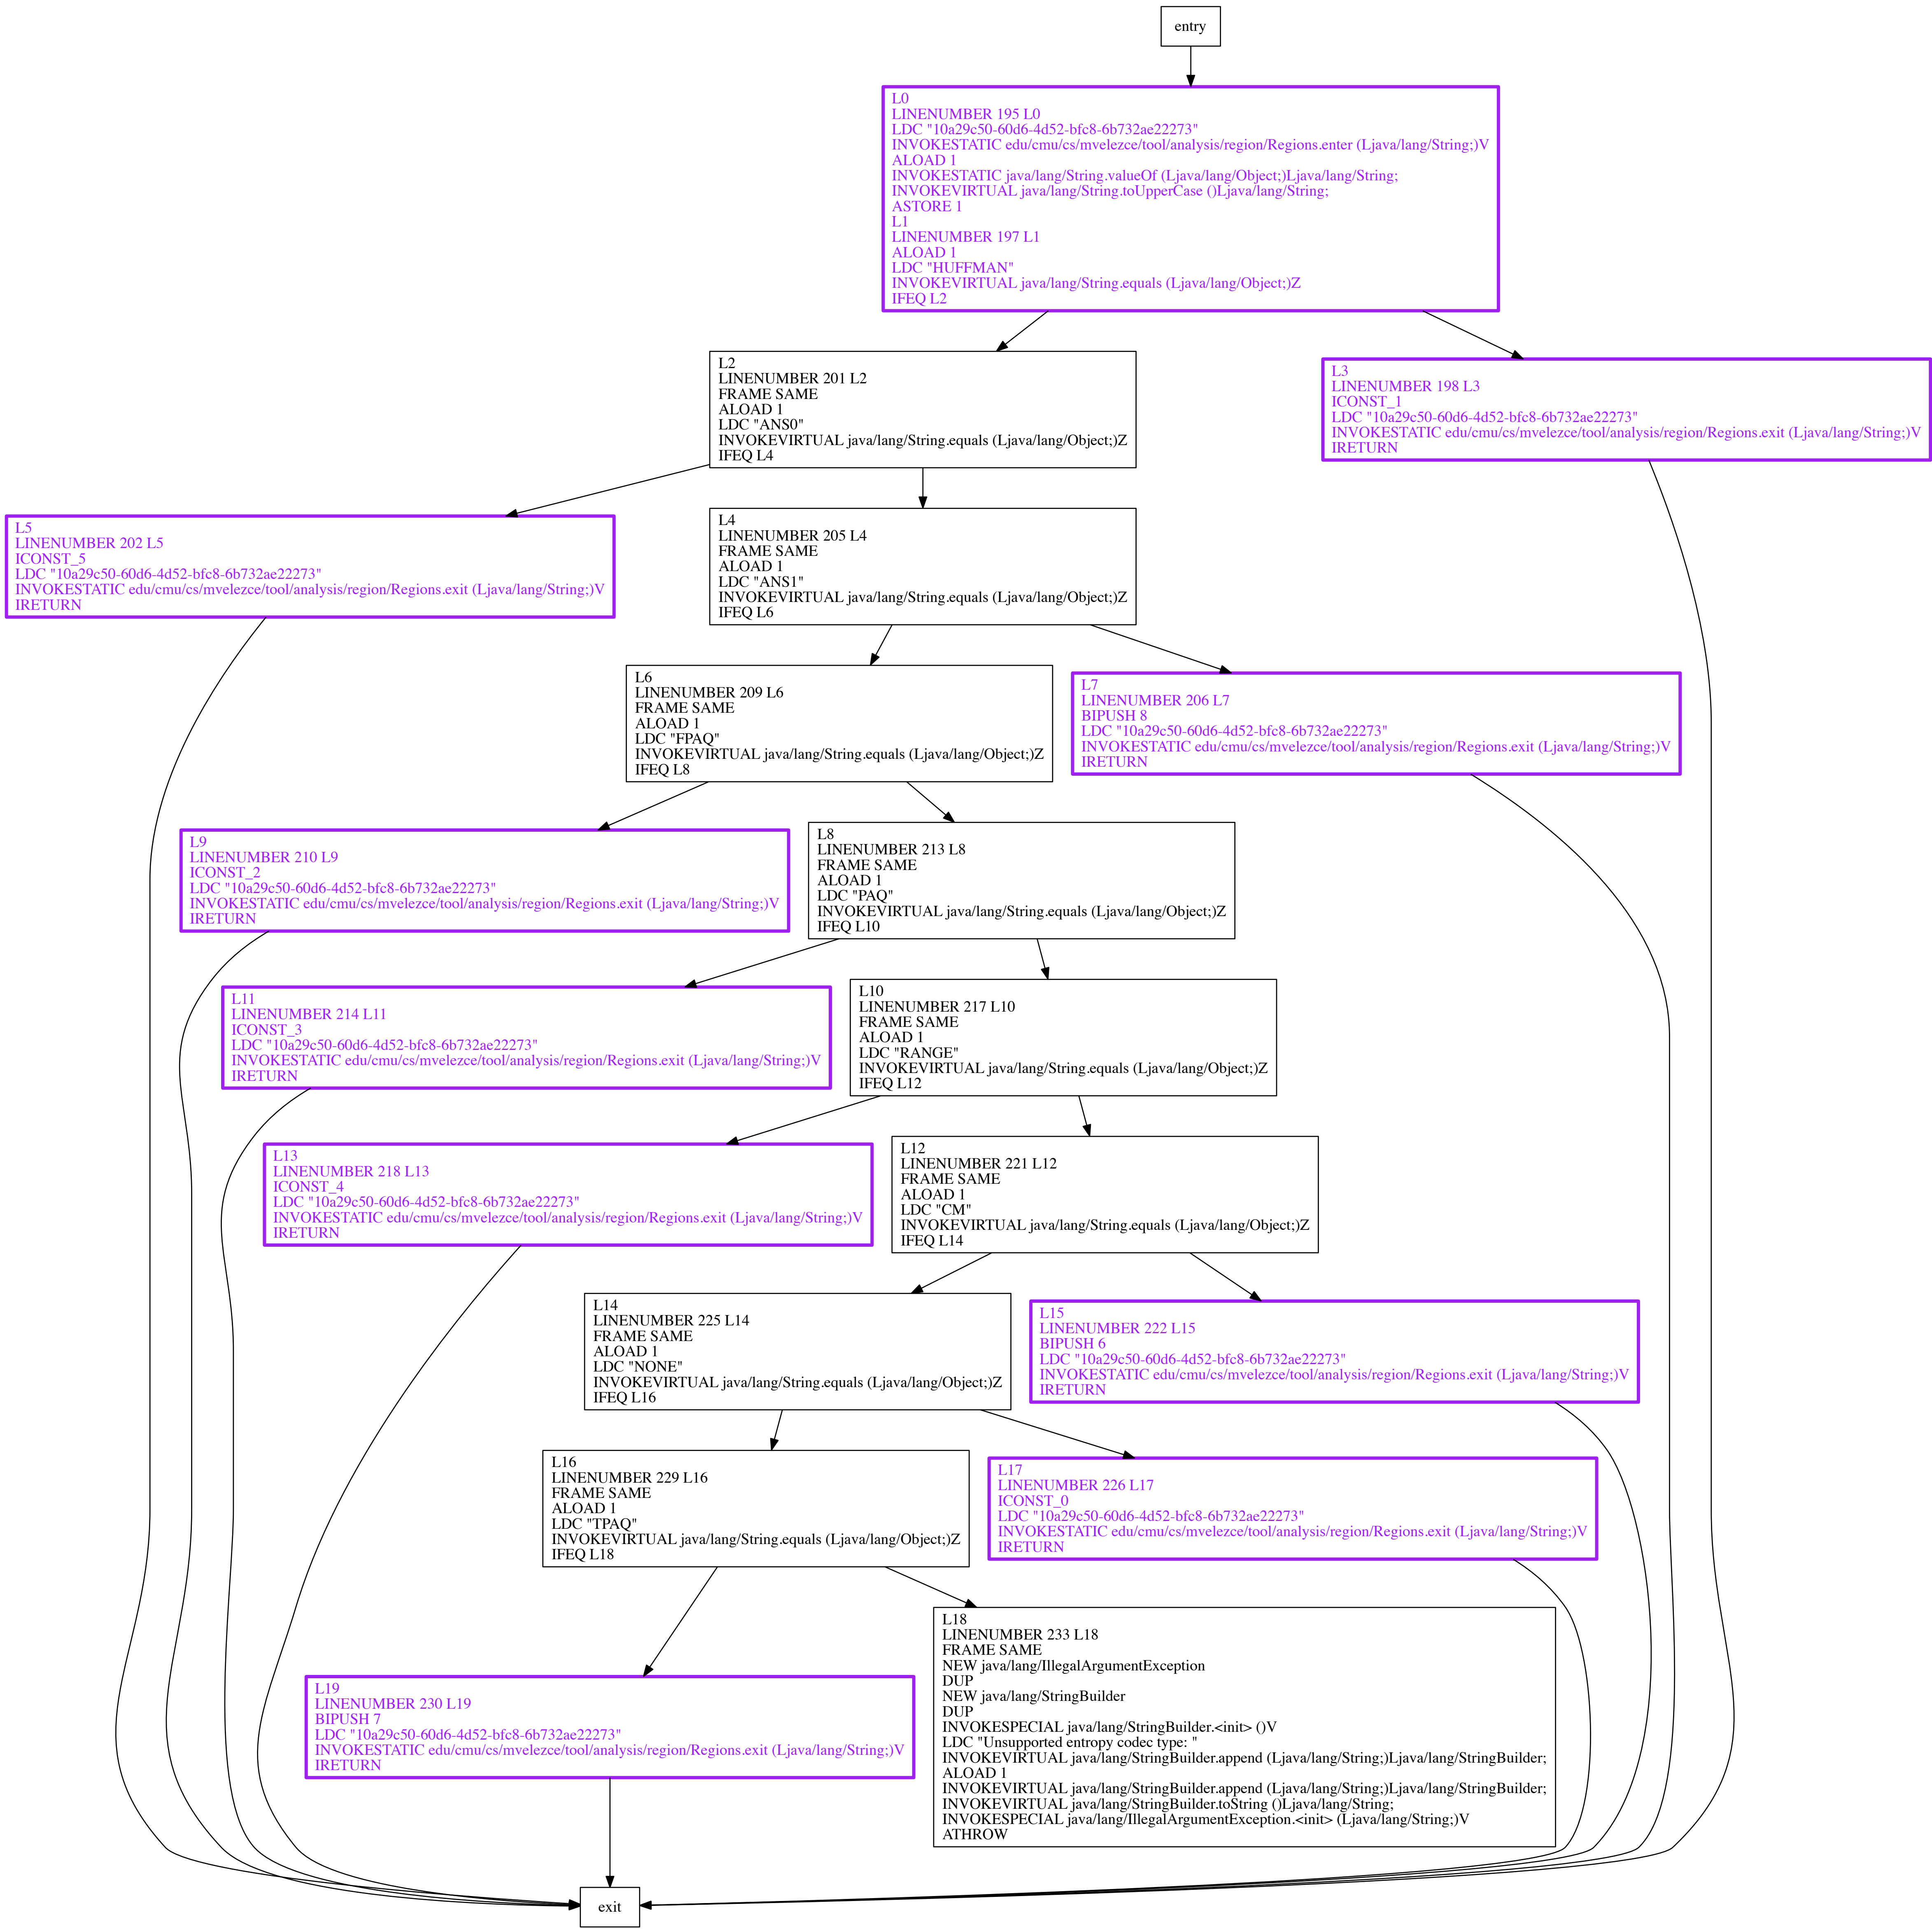 entry
L0
LINENUMBER 195 L0
LDC "10a29c50-60d6-4d52-bfc8-6b732ae22273"
INVOKESTATIC edu/cmu/cs/mvelezce/tool/analysis/region/Regions.enter (Ljava/lang/String;)V
ALOAD 1
INVOKESTATIC java/lang/String.valueOf (Ljava/lang/Object;)Ljava/lang/String;
INVOKEVIRTUAL java/lang/String.toUpperCase ()Ljava/lang/String;
ASTORE 1
L1
LINENUMBER 197 L1
ALOAD 1
LDC "HUFFMAN"
INVOKEVIRTUAL java/lang/String.equals (Ljava/lang/Object;)Z
IFEQ L2
L2
LINENUMBER 201 L2
FRAME SAME
ALOAD 1
LDC "ANS0"
INVOKEVIRTUAL java/lang/String.equals (Ljava/lang/Object;)Z
IFEQ L4
L3
LINENUMBER 198 L3
ICONST_1
LDC "10a29c50-60d6-4d52-bfc8-6b732ae22273"
INVOKESTATIC edu/cmu/cs/mvelezce/tool/analysis/region/Regions.exit (Ljava/lang/String;)V
IRETURN
L5
LINENUMBER 202 L5
ICONST_5
LDC "10a29c50-60d6-4d52-bfc8-6b732ae22273"
INVOKESTATIC edu/cmu/cs/mvelezce/tool/analysis/region/Regions.exit (Ljava/lang/String;)V
IRETURN
L4
LINENUMBER 205 L4
FRAME SAME
ALOAD 1
LDC "ANS1"
INVOKEVIRTUAL java/lang/String.equals (Ljava/lang/Object;)Z
IFEQ L6
L6
LINENUMBER 209 L6
FRAME SAME
ALOAD 1
LDC "FPAQ"
INVOKEVIRTUAL java/lang/String.equals (Ljava/lang/Object;)Z
IFEQ L8
L7
LINENUMBER 206 L7
BIPUSH 8
LDC "10a29c50-60d6-4d52-bfc8-6b732ae22273"
INVOKESTATIC edu/cmu/cs/mvelezce/tool/analysis/region/Regions.exit (Ljava/lang/String;)V
IRETURN
L9
LINENUMBER 210 L9
ICONST_2
LDC "10a29c50-60d6-4d52-bfc8-6b732ae22273"
INVOKESTATIC edu/cmu/cs/mvelezce/tool/analysis/region/Regions.exit (Ljava/lang/String;)V
IRETURN
L8
LINENUMBER 213 L8
FRAME SAME
ALOAD 1
LDC "PAQ"
INVOKEVIRTUAL java/lang/String.equals (Ljava/lang/Object;)Z
IFEQ L10
L11
LINENUMBER 214 L11
ICONST_3
LDC "10a29c50-60d6-4d52-bfc8-6b732ae22273"
INVOKESTATIC edu/cmu/cs/mvelezce/tool/analysis/region/Regions.exit (Ljava/lang/String;)V
IRETURN
L10
LINENUMBER 217 L10
FRAME SAME
ALOAD 1
LDC "RANGE"
INVOKEVIRTUAL java/lang/String.equals (Ljava/lang/Object;)Z
IFEQ L12
L13
LINENUMBER 218 L13
ICONST_4
LDC "10a29c50-60d6-4d52-bfc8-6b732ae22273"
INVOKESTATIC edu/cmu/cs/mvelezce/tool/analysis/region/Regions.exit (Ljava/lang/String;)V
IRETURN
L12
LINENUMBER 221 L12
FRAME SAME
ALOAD 1
LDC "CM"
INVOKEVIRTUAL java/lang/String.equals (Ljava/lang/Object;)Z
IFEQ L14
L14
LINENUMBER 225 L14
FRAME SAME
ALOAD 1
LDC "NONE"
INVOKEVIRTUAL java/lang/String.equals (Ljava/lang/Object;)Z
IFEQ L16
L15
LINENUMBER 222 L15
BIPUSH 6
LDC "10a29c50-60d6-4d52-bfc8-6b732ae22273"
INVOKESTATIC edu/cmu/cs/mvelezce/tool/analysis/region/Regions.exit (Ljava/lang/String;)V
IRETURN
L16
LINENUMBER 229 L16
FRAME SAME
ALOAD 1
LDC "TPAQ"
INVOKEVIRTUAL java/lang/String.equals (Ljava/lang/Object;)Z
IFEQ L18
L17
LINENUMBER 226 L17
ICONST_0
LDC "10a29c50-60d6-4d52-bfc8-6b732ae22273"
INVOKESTATIC edu/cmu/cs/mvelezce/tool/analysis/region/Regions.exit (Ljava/lang/String;)V
IRETURN
L19
LINENUMBER 230 L19
BIPUSH 7
LDC "10a29c50-60d6-4d52-bfc8-6b732ae22273"
INVOKESTATIC edu/cmu/cs/mvelezce/tool/analysis/region/Regions.exit (Ljava/lang/String;)V
IRETURN
L18
LINENUMBER 233 L18
FRAME SAME
NEW java/lang/IllegalArgumentException
DUP
NEW java/lang/StringBuilder
DUP
INVOKESPECIAL java/lang/StringBuilder.<init> ()V
LDC "Unsupported entropy codec type: "
INVOKEVIRTUAL java/lang/StringBuilder.append (Ljava/lang/String;)Ljava/lang/StringBuilder;
ALOAD 1
INVOKEVIRTUAL java/lang/StringBuilder.append (Ljava/lang/String;)Ljava/lang/StringBuilder;
INVOKEVIRTUAL java/lang/StringBuilder.toString ()Ljava/lang/String;
INVOKESPECIAL java/lang/IllegalArgumentException.<init> (Ljava/lang/String;)V
ATHROW
exit